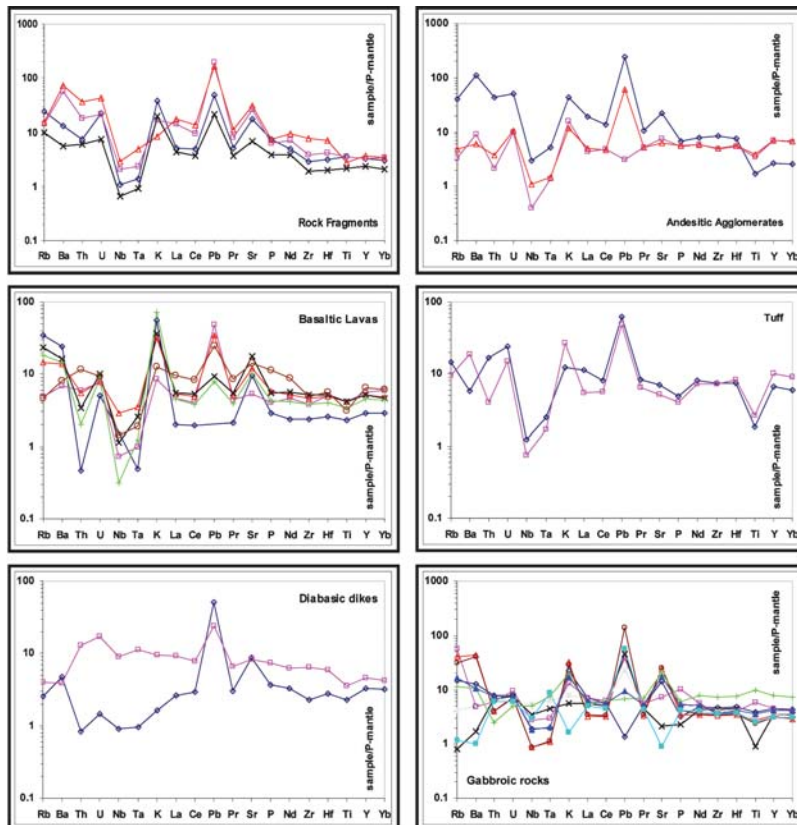 1000
100
10
1
0.1
sample/P-mantle
Rock Fragments
Rb Ba Th U Nb Ta K La Ce Pb Pr Sr P Nd Zr Hf Ti Y Yb
1000
100
10
1
0.1
sample/P-mantle
Andesitic Agglomerates
Rb Ba Th U Nb Ta K La Ce Pb Pr Sr P Nd Zr Hf Ti Y Yb
100
10
1
0.1
Basaltic Lavas
sample/P-mantle
Rb Ba Th U Nb Ta K La Ce Pb Pr Sr P Nd Zr Hf Ti Y Yb
100
10
1
0.1
Tuff
sample/P-mantle
Rb Ba Th U Nb Ta K La Ce Pb Pr Sr P Nd Zr Hf Ti Y Yb
100
10
1
0.1
Diabasic dikes
sample/P-mantle
Rb Ba Th U Nb Ta K La Ce Pb Pr Sr P Nd Zr Hf Ti Y Yb
1000
100
10
1
0.1
sample/P-mantle
Gabbroic rocks
Rb Ba Th U Nb Ta K La Ce Pb Pr Sr P Nd Zr Hf Ti Y Yb